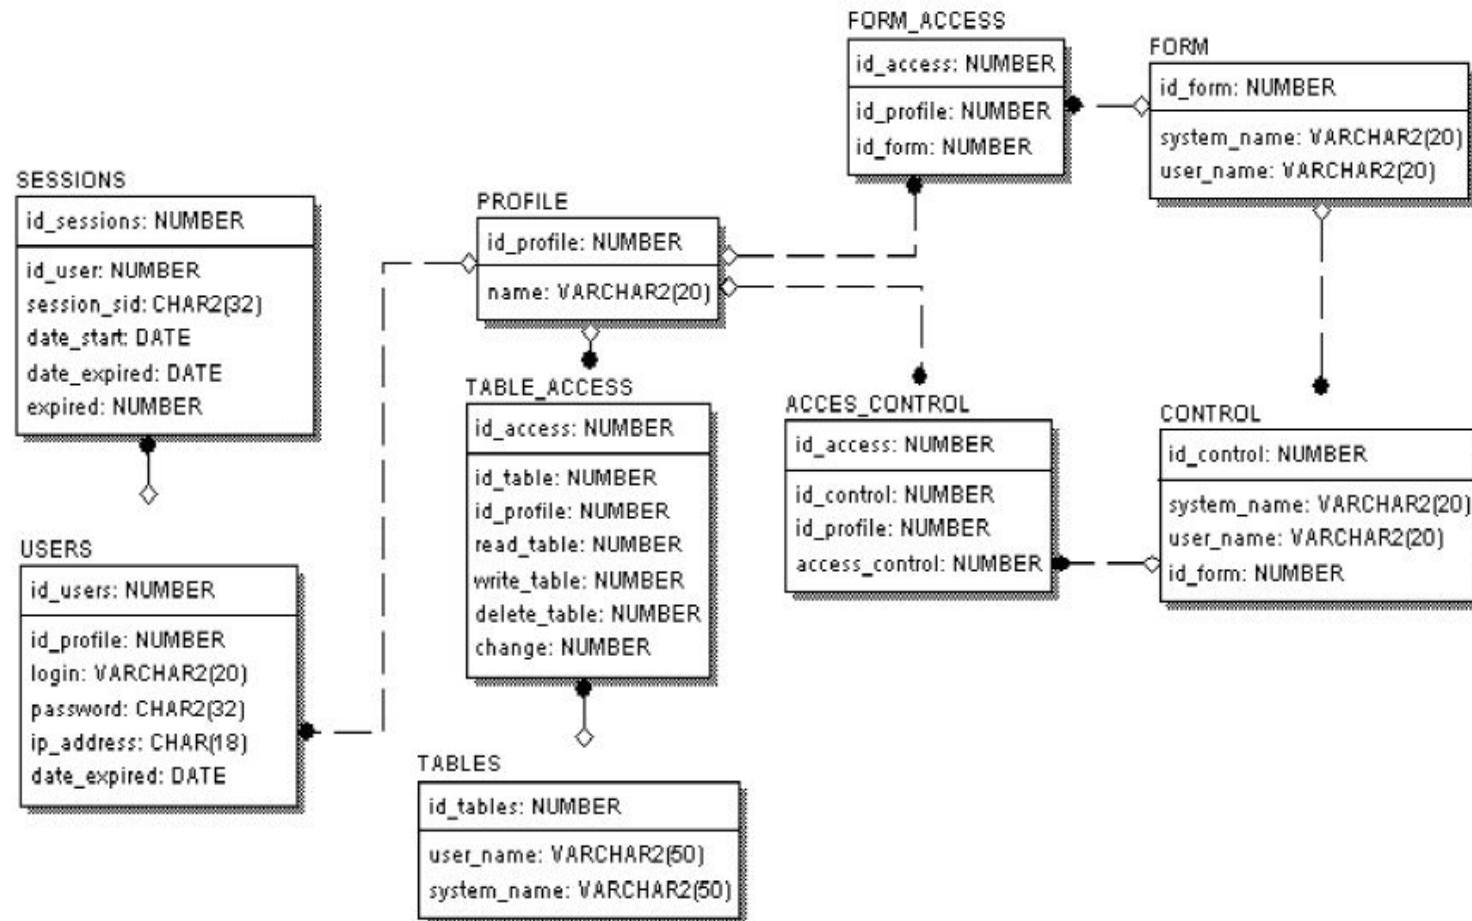 FORM_ACCESS
id_access: NUMBER
id_profile: NUMBER
id_form: NUMBER
FORM
id_form: NUMBER
system_name: VARCHAR2(20)
user_name: VARCHAR2(20)
SESSIONS
id_sessions: NUMBER
id_user: NUMBER
session_sid: CHAR2(32)
date_start: DATE
date_expired: DATE
expired: NUMBER
PROFILE
id_profile: NUMBER
name: VARCHAR2(20)
TABLE_ACCESS
id_access: NUMBER
id_table: NUMBER
id_profile: NUMBER
read_table: NUMBER
write_table: NUMBER
delete_table: NUMBER
change: NUMBER
ACCES_CONTROL
id_access: NUMBER
id_control: NUMBER
id_profile: NUMBER
access_control: NUMBER
CONTROL
id_control: NUMBER
system_name: VARCHAR2(20)
user_name: VARCHAR2(20)
id_form: NUMBER
USERS
id_users: NUMBER
id_profile: NUMBER
login: VARCHAR2(20)
password: CHAR2(32)
ip_address: CHAR(18)
date_expired: DATE
TABLES
id_tables: NUMBER
user_name: VARCHAR2(50)
system_name: VARCHAR2(50)